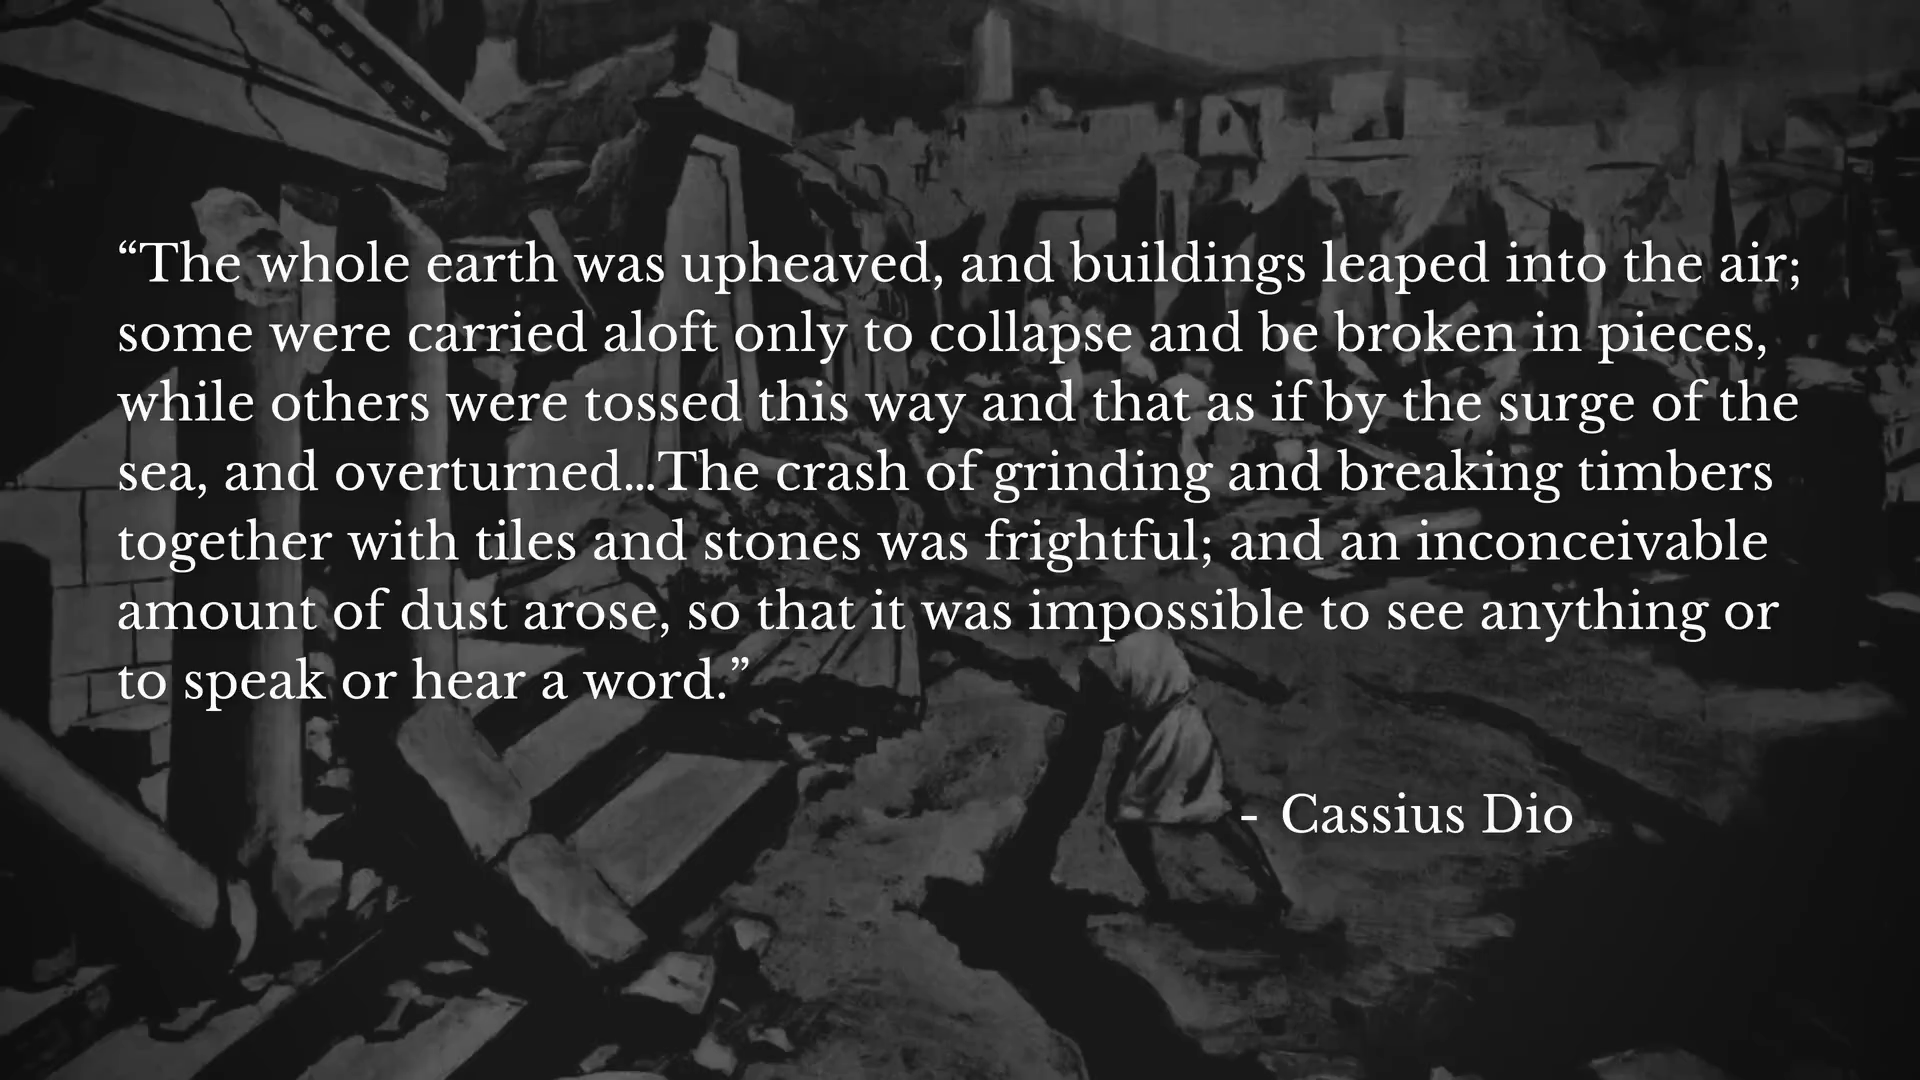 “The whole earth was upheaved, and buildings leaped into the air;
some were carried aloft only to collapse and be broken in pieces,
while others were tossed this way and that as if by the surge of the
sea, and overturned...The crash of grinding and breaking timbers
together with tiles and stones was frightful; and an inconceivable
amount of dust arose, so that it was impossible to see anything or
to speak or hear a word.”
- Cassius Dio